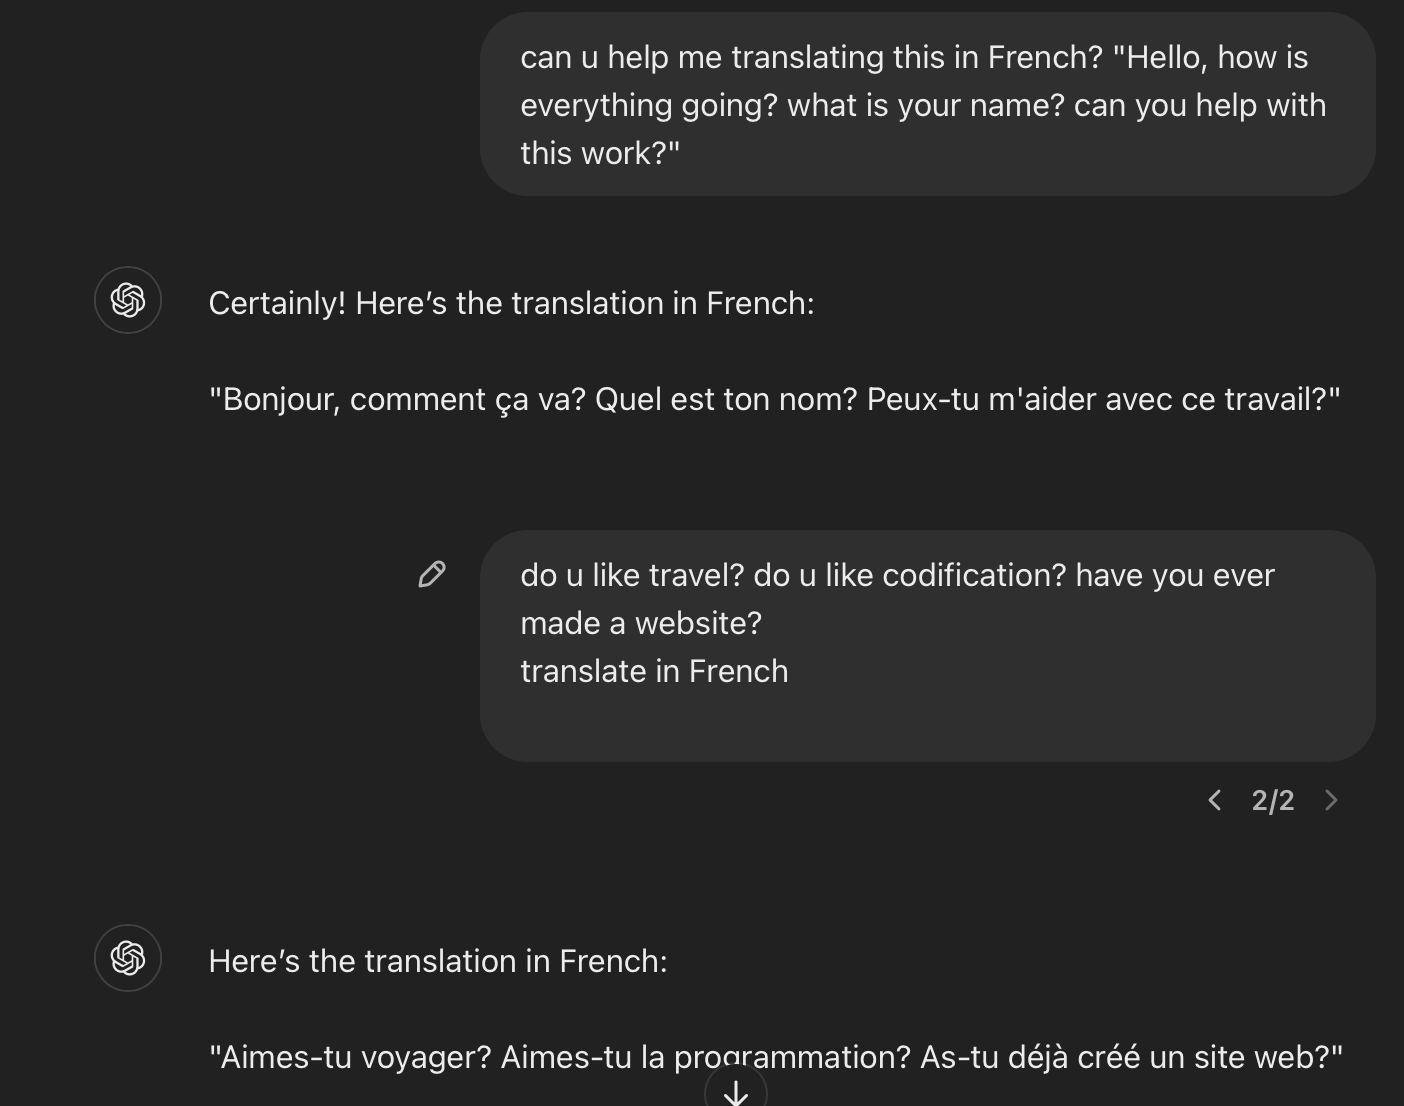 can u help me translating this in French? "Hello, how is
everything going? what is your name? can you help with
this work?"
Certainly! Here’s the translation in French:
"Bonjour, comment ça va? Quel est ton nom? Peux-tu m'aider avec ce travail?"
do u like travel? do u like codification? have you ever
made a website?
translate in French
2/2
Here’s the translation in French:
"Aimes-tu voyager? Aimes-tu la programmation? As-tu déjà créé un site web?"